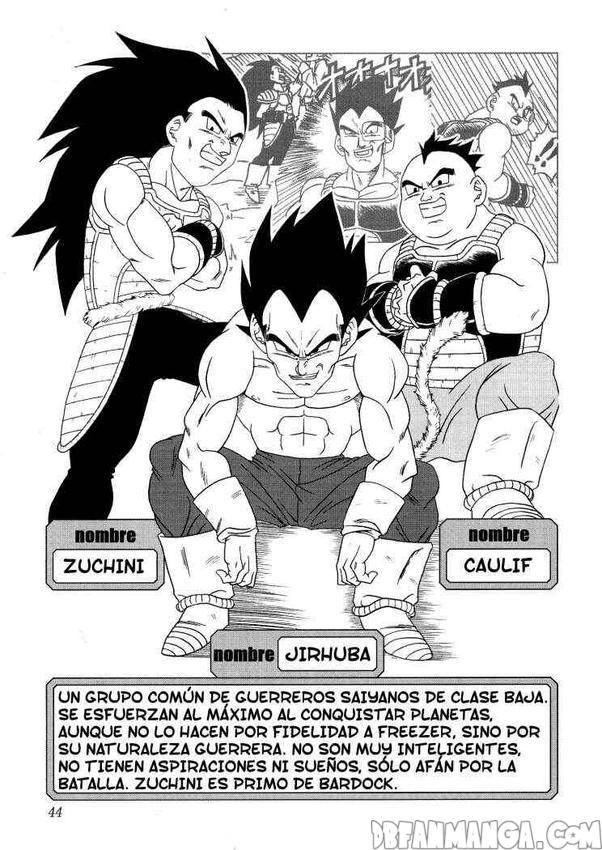 オオオオオ
!!
nombre
ZUCHINI
nombre
CAULIF
nombre JIRHUBA
UN GRUPO COMÚN DE GUERREROS SAIYANOS DE CLASE BAJA.
SE ESFUERZAN AL MÁXIMO AL CONQUISTAR PLANETAS,
AUNQUE NO LO HACEN POR FIDELIDAD A FREEZER, SINO POR
SU NATURALEZA GUERRERA. NO SON MUY INTELIGENTES,
NO TIENEN ASPIRACIONES NI SUEÑOS, SÓLO AFÁN POR LA
BATALLA. ZUCHINI ES PRIMO DE BARDOCK.
44
DBFANMANGA.COM